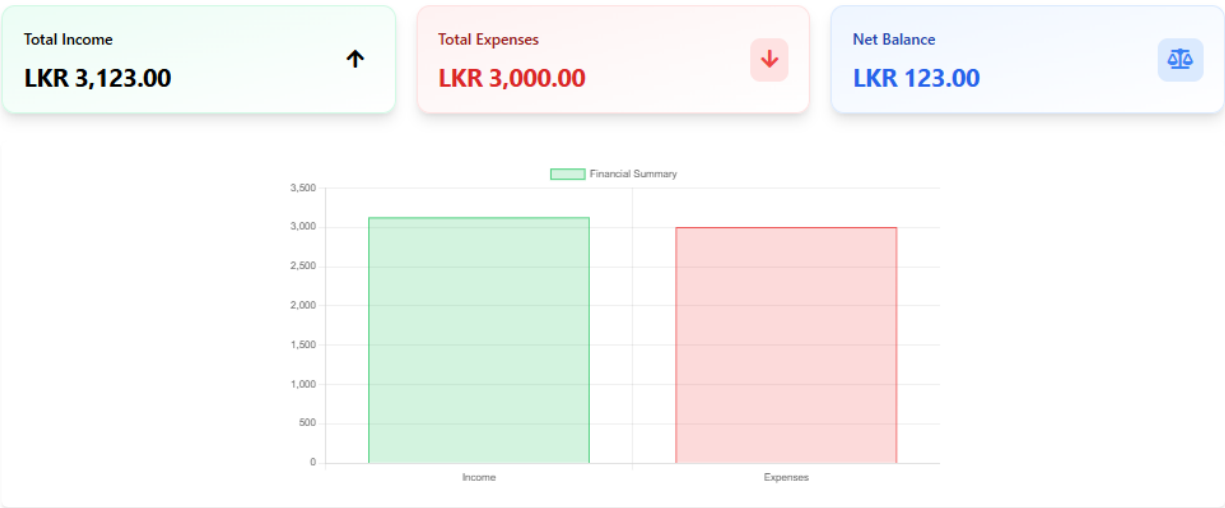 Total Income
LKR 3,123.00
Total Expenses
LKR 3,000.00
Net Balance
LKR 123.00
Financial Summary
3,500
3,000
2,500
2,000
1,500
1,000
500
0
Income
Expenses